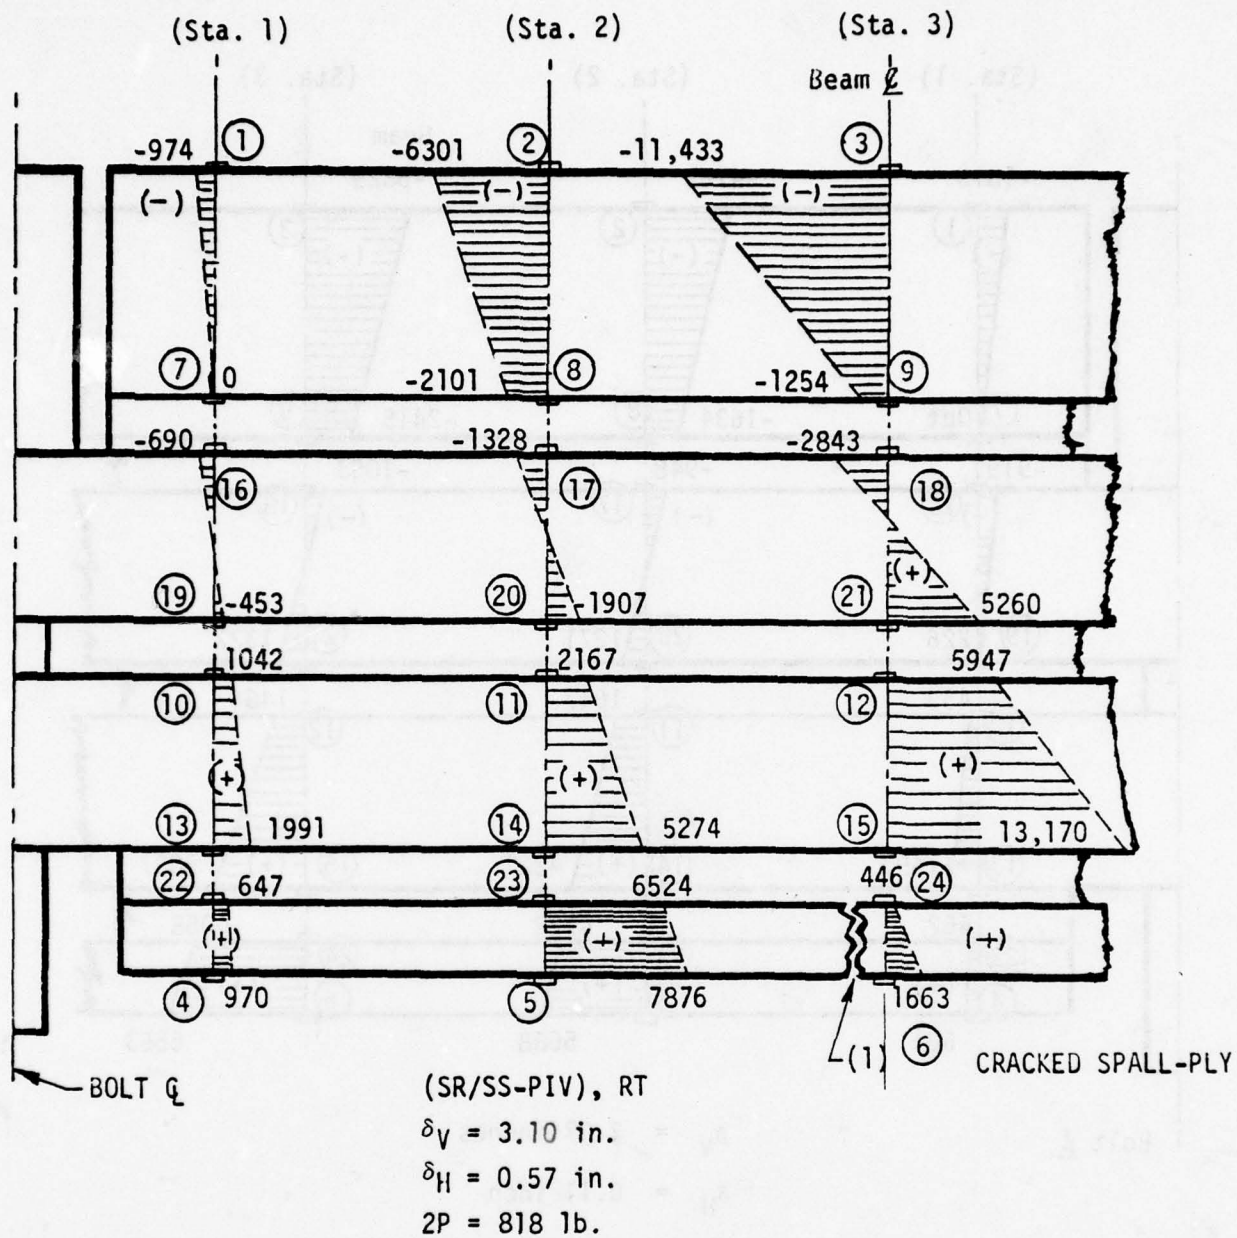 (Sta. 1) (Sta. 2) (Sta. 3)
Beam ℄
-974 1 -6301 2 -11,433 3
(-) (-) (-)
7 0 -2101 8 -1254 9
-690 -1328 -2843
16 17 18
(+)
19 -453 20 -1907 21 5260
1042 2167 5947
10 11 12
(+) (+) (+)
13 1991 14 5274 15 13,170
22 647 23 6524 446 24
(+) (+) (+)
4 970 5 7876 1663
(1) 6 CRACKED SPALL-PLY
BOLT ℄
(SR/SS-PIV), RT
δV = 3.10 in.
δH = 0.57 in.
2P = 818 lb.